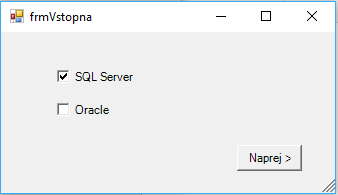 frmVstopna
SQL Server
Oracle
Naprej >